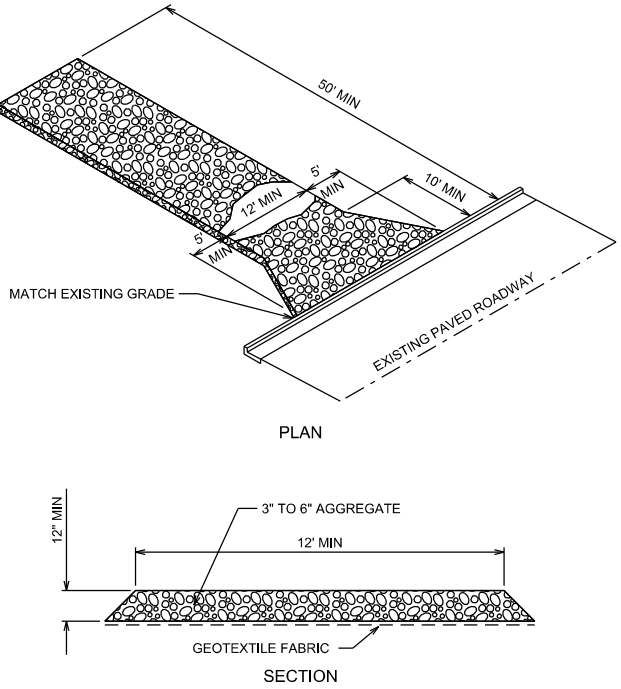 50' MIN
5'
MIN
10' MIN
12' MIN
5'
MIN
MATCH EXISTING GRADE
EXISTING PAVED ROADWAY
PLAN
12" MIN
3" TO 6" AGGREGATE
12' MIN
GEOTEXTILE FABRIC
SECTION